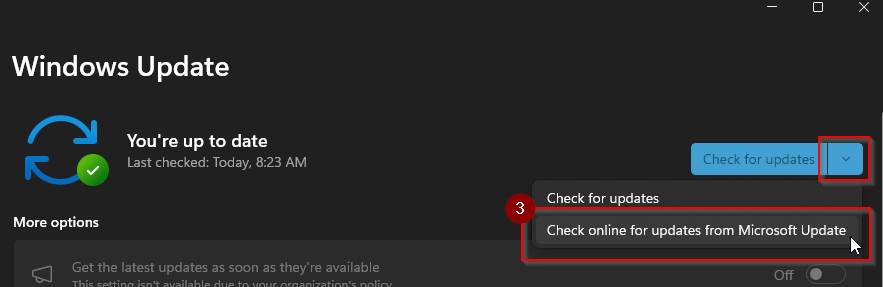 Windows Update
You're up to date
Last checked: Today, 8:23 AM
Check for updates
Check for updates
3
Check online for updates from Microsoft Update
More options
Get the latest updates as soon as they're available
This setting isn't available due to your organization's policy
Off